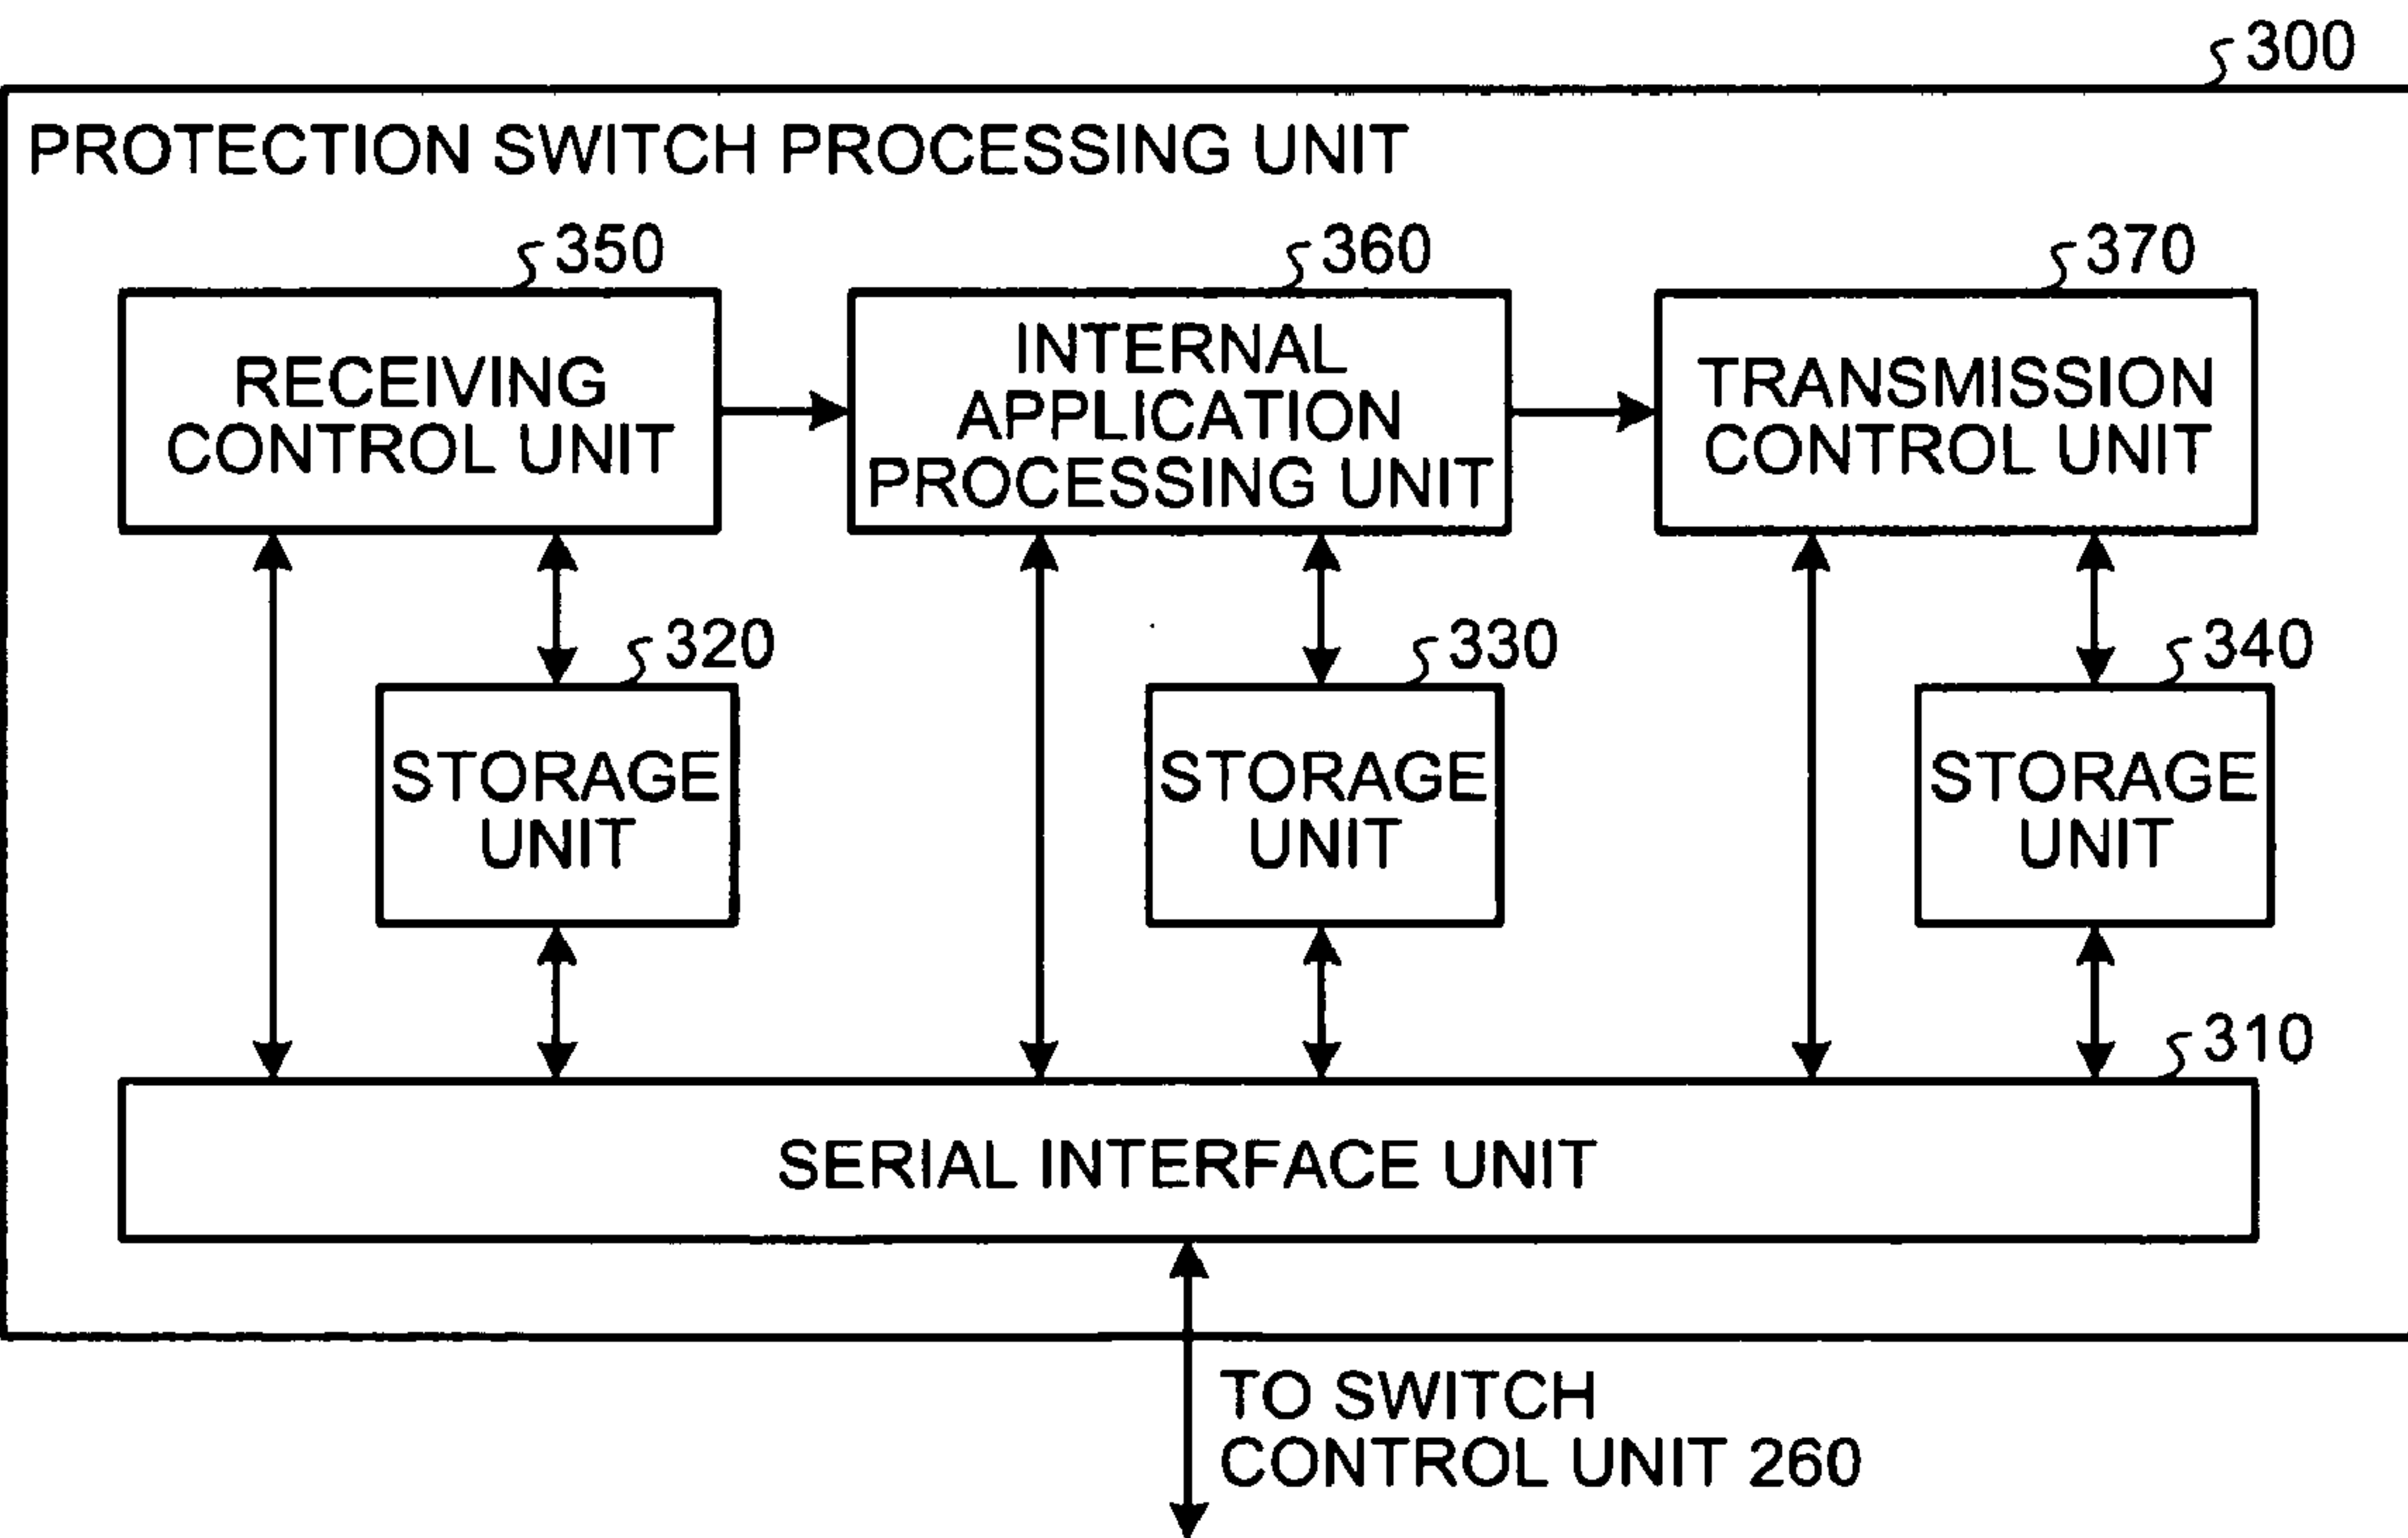 300
PROTECTION SWITCH PROCESSING UNIT
350
360
370
RECEIVING
CONTROL UNIT
INTERNAL
APPLICATION
PROCESSING UNIT
TRANSMISSION
CONTROL UNIT
320
330
340
STORAGE
UNIT
STORAGE
UNIT
STORAGE
UNIT
310
SERIAL INTERFACE UNIT
TO SWITCH
CONTROL UNIT 260